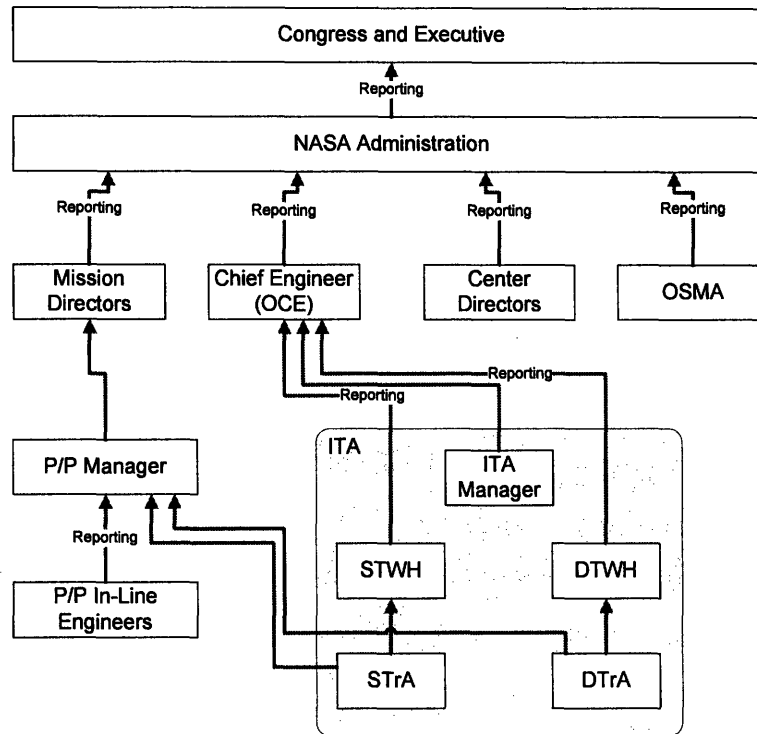 Congress and Executive
Reporting
NASA Administration
Reporting
Reporting
Reporting
Reporting
Mission
Directors
Chief Engineer
(OCE)
Center
Directors
OSMA
Reporting
Reporting
ITA
ITA
Manager
P/P Manager
Reporting
STWH
DTWH
P/P In-Line
Engineers
STrA
DTrA